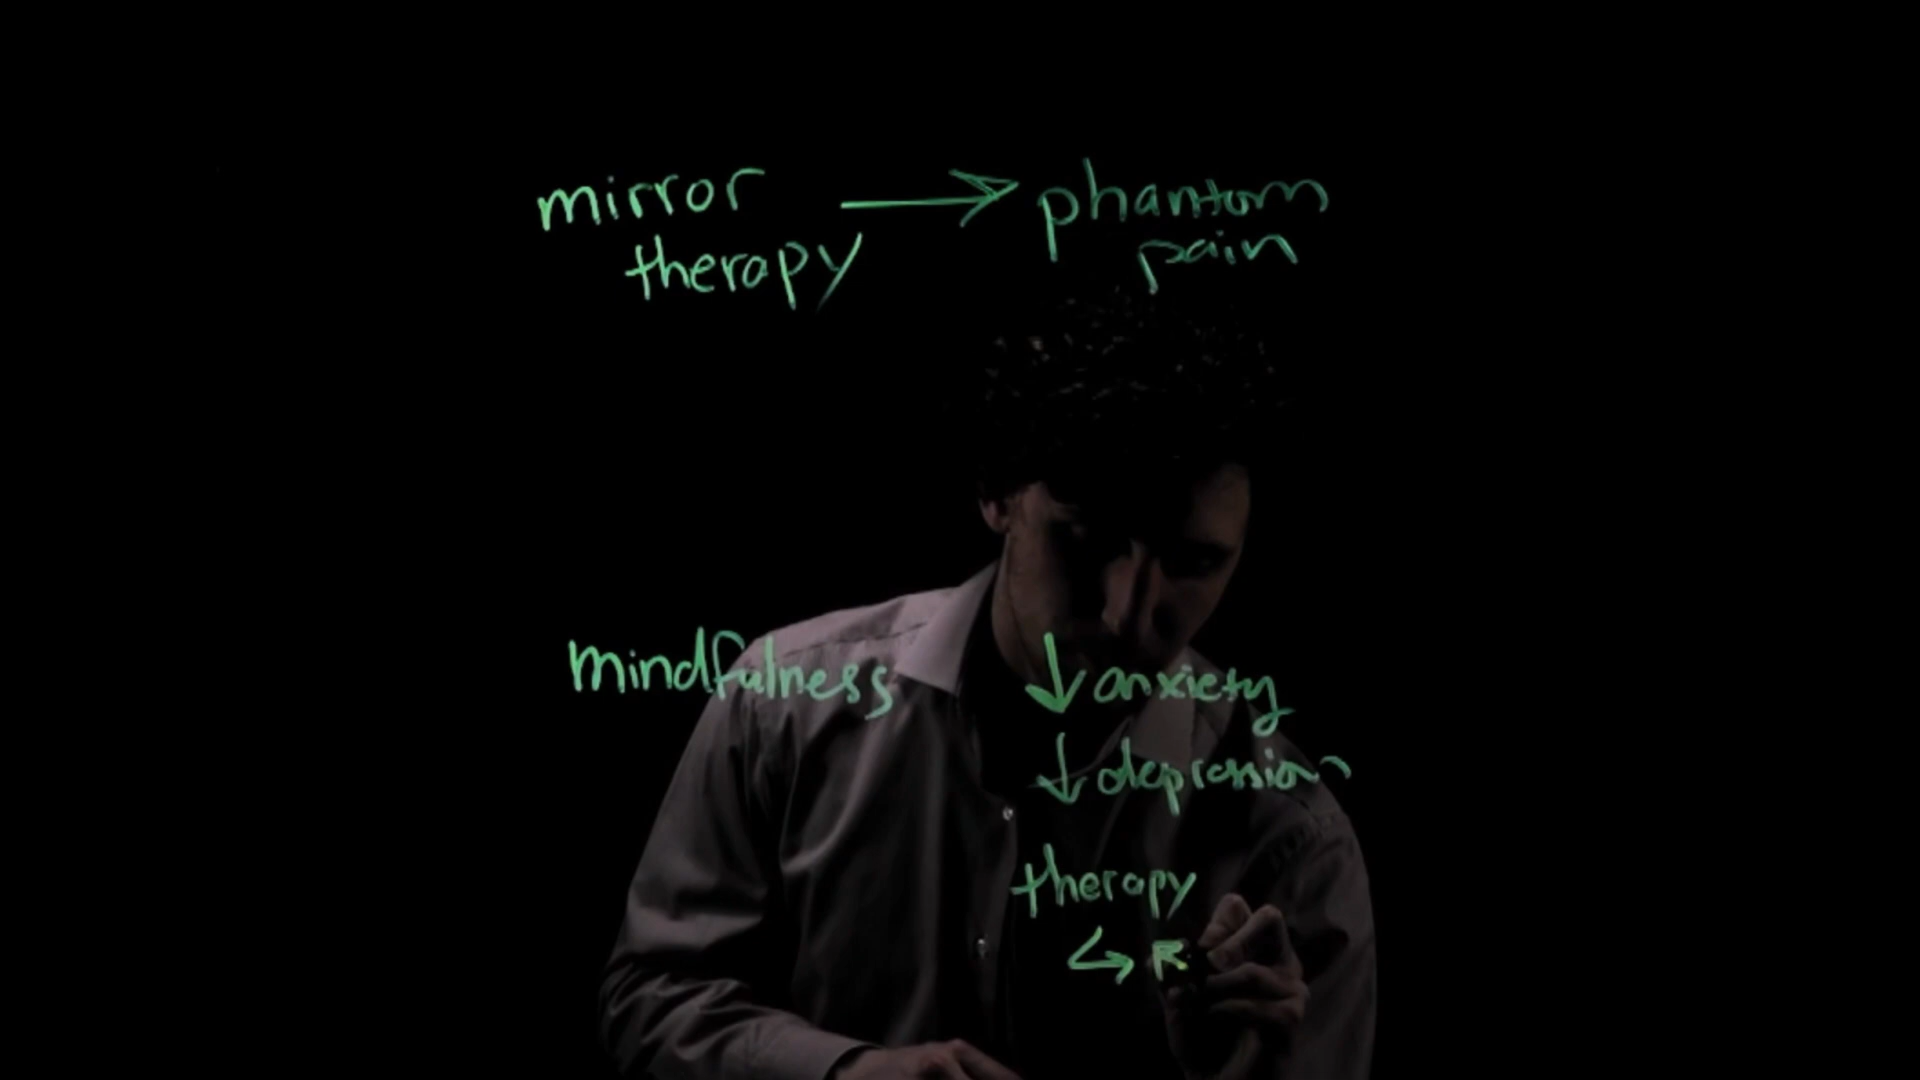 mirror
therapy → phantom
pain
mindfulness ↓ anxiety
↓ depression
therapy
↳ R